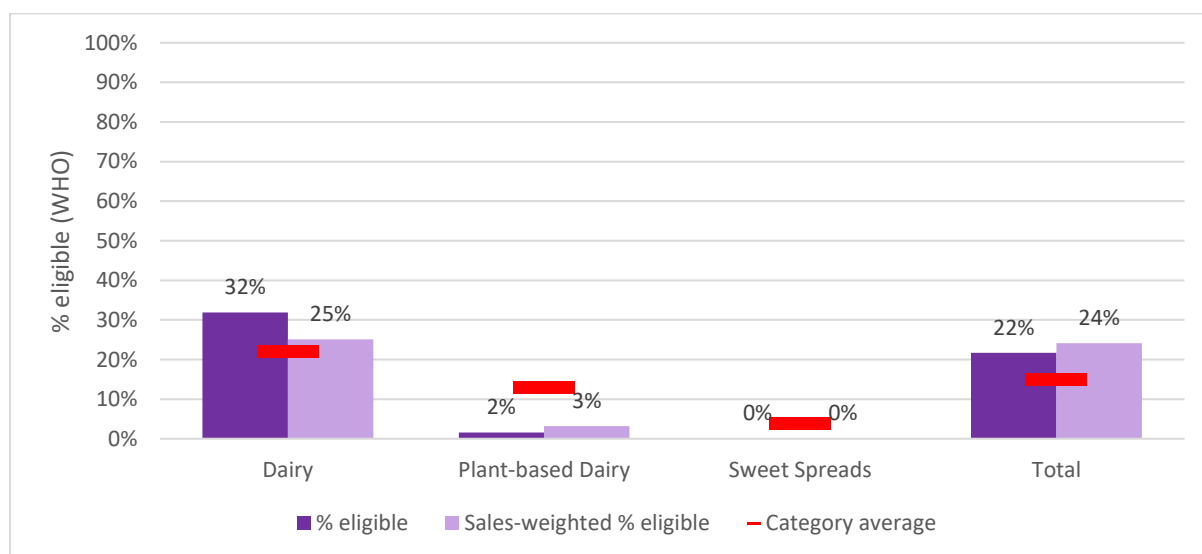 100%
90%
80%
70%
60%
50%
40%
30%
20%
10%
0%
% eligible (WHO)
32%
25%
2%
3%
0%
0%
22%
24%
Dairy
Plant-based Dairy
Sweet Spreads
Total
% eligible
Sales-weighted % eligible
Category average